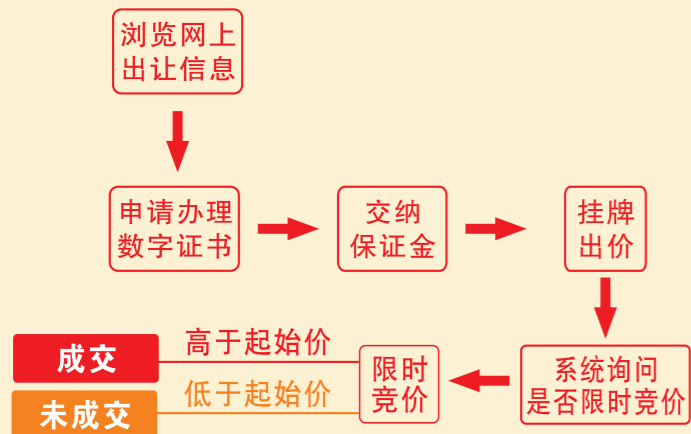 浏览网上
出让信息
申请办理
数字证书
交纳
保证金
挂牌
出价
系统询问
是否限时竞价
限时
竞价
高于起始价
成交
低于起始价
未成交